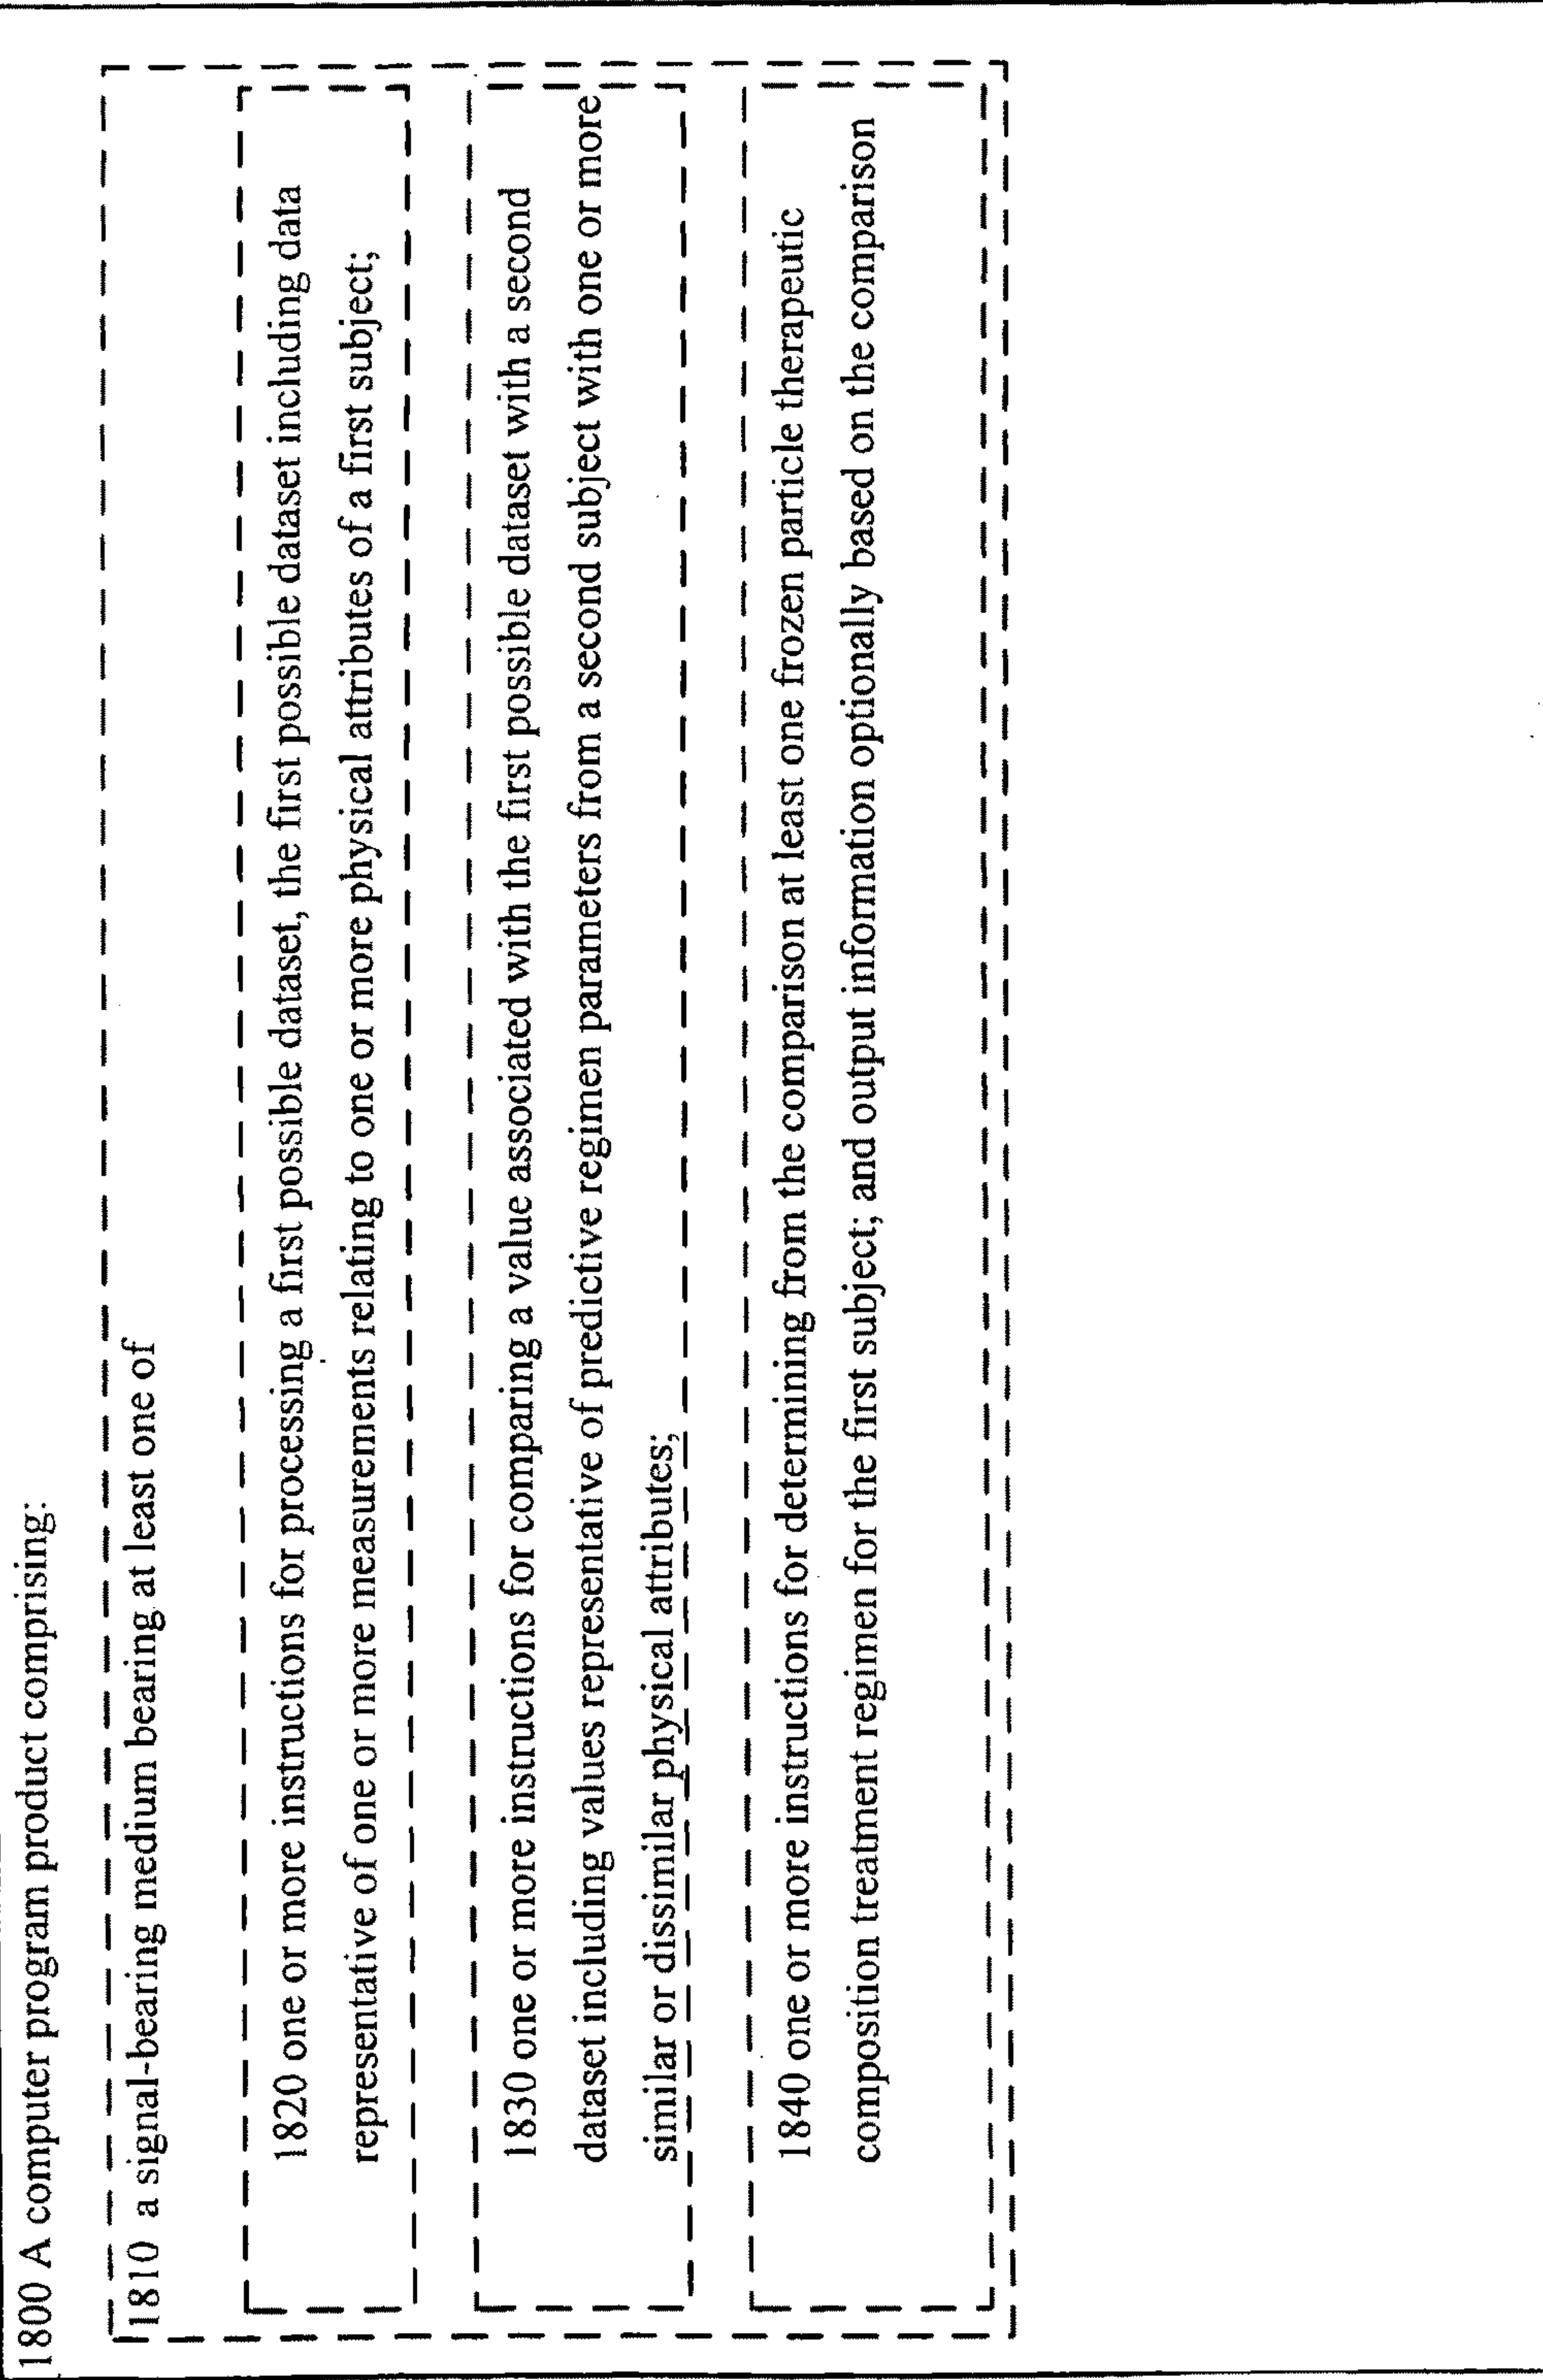 1800 A computer program product comprising:
1810 a signal-bearing medium bearing at least one of
1820 one or more instructions for processing a first possible dataset, the first possible dataset including data
representative of one or more measurements relating to one or more physical attributes of a first subject;
1830 one or more instructions for comparing a value associated with the first possible dataset with a second
dataset including values representative of predictive regimen parameters from a second subject with one or more
similar or dissimilar physical attributes;
1840 one or more instructions for determining from the comparison at least one frozen particle therapeutic
composition treatment regimen for the first subject; and output information optionally based on the comparison